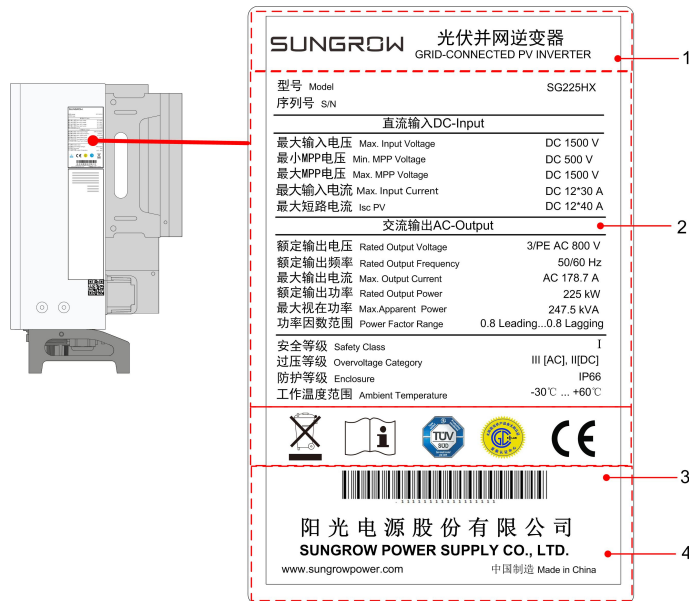 SUNGROW 光伏并网逆变器
GRID-CONNECTED PV INVERTER
1
型号 Model SG225HX
序列号 S/N
直流输入DC-Input
最大输入电压 Max. Input Voltage DC 1500 V
最小MPP电压 Min. MPP Voltage DC 500 V
最大MPP电压 Max. MPP Voltage DC 1500 V
最大输入电流 Max. Input Current DC 12*30 A
最大短路电流 Isc PV DC 12*40 A
交流输出AC-Output
2
额定输出电压 Rated Output Voltage 3/PE AC 800 V
额定输出频率 Rated Output Frequency 50/60 Hz
最大输出电流 Max. Output Current AC 178.7 A
额定输出功率 Rated Output Power 225 kW
最大视在功率 Max.Apparent Power 247.5 kVA
功率因数范围 Power Factor Range 0.8 Leading...0.8 Lagging
安全等级 Safety Class I
过压等级 Overvoltage Category III [AC], II[DC]
防护等级 Enclosure IP66
工作温度范围 Ambient Temperature -30℃ ... +60℃
i TÜV SÜD CE
3
阳光电源股份有限公司
SUNGROW POWER SUPPLY CO., LTD.
4
www.sungrowpower.com 中国制造 Made in China